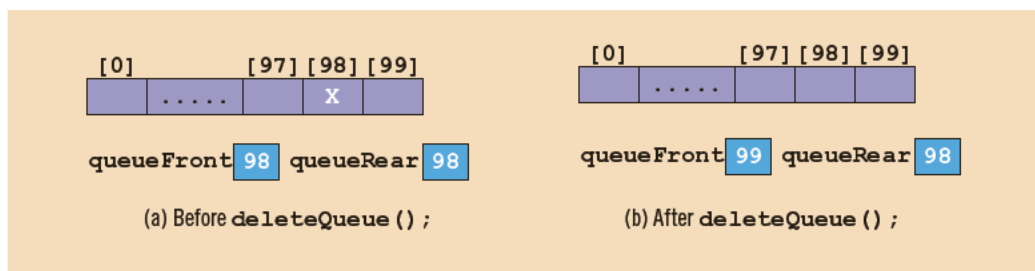 [0] [97] [98] [99]
..... X
queueFront 98 queueRear 98
(a) Before deleteQueue();
[0] [97] [98] [99]
.....
queueFront 99 queueRear 98
(b) After deleteQueue();